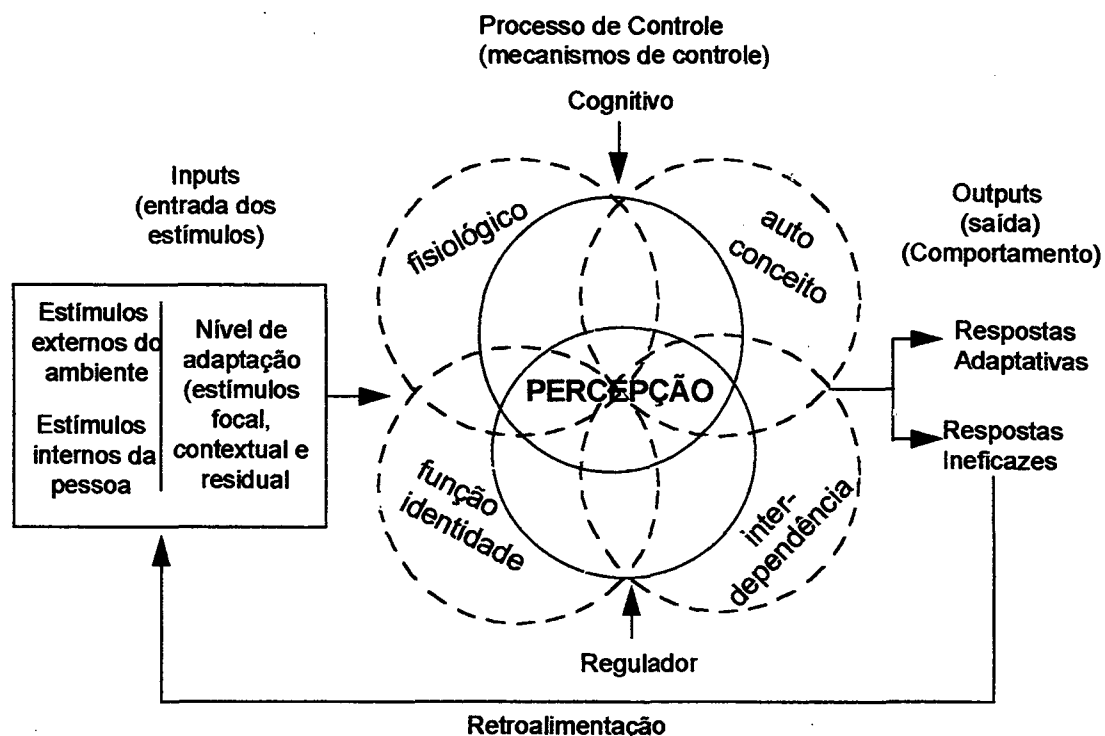 Processo de Controle
(mecanismos de controle)
Cognitivo
Inputs
(entrada dos
estímulos)
Estímulos
externos do
ambiente
Estímulos
internos da
pessoa
Nível de
adaptação
(estímulos
focal,
contextual e
residual
fisiológico
auto
conceito
PERCEPÇÃO
função
identidade
inter-
dependência
Regulador
Outputs
(saída)
(Comportamento)
Respostas
Adaptativas
Respostas
Ineficazes
Retroalimentação